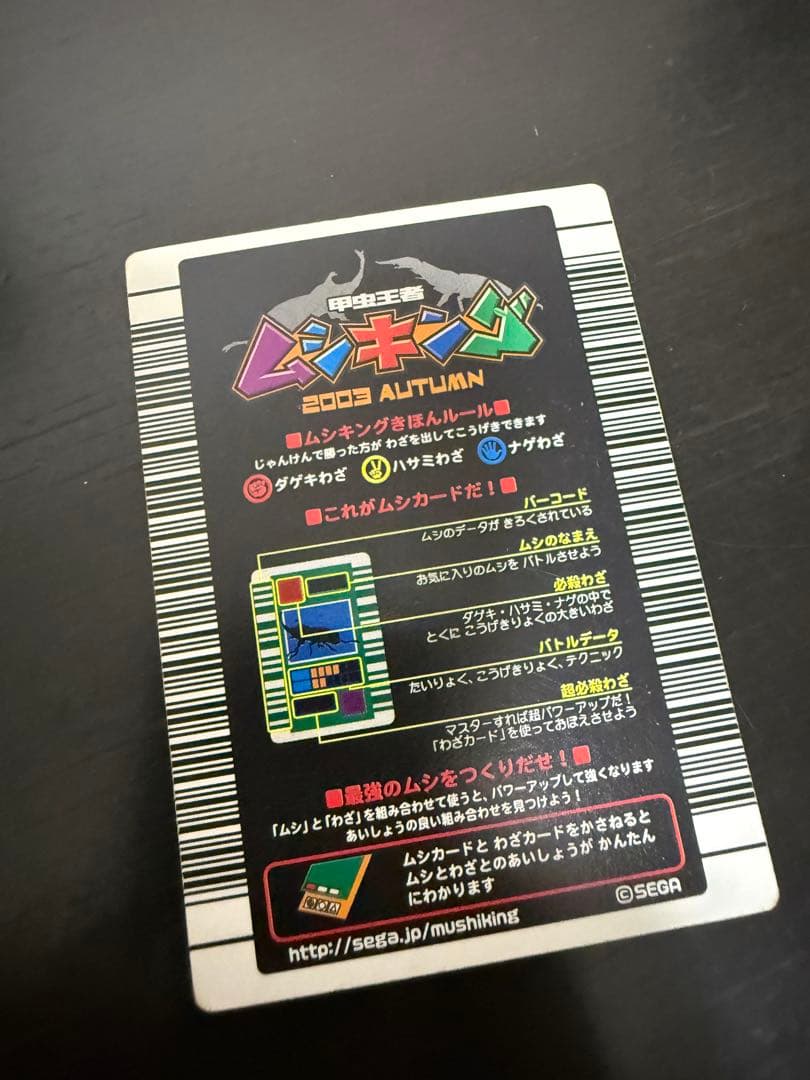 甲虫王者
ムシキング
2003 AUTUMN
■ムシキングきほんルール■
じゃんけんで勝った方が わざを出してこうげきできます
ダゲキわざ ハサミわざ ナゲわざ
■これがムシカードだ！■
バーコード
ムシのデータが きろくされている
ムシのなまえ
お気に入りのムシを バトルさせよう
必殺わざ
ダゲキ・ハサミ・ナゲの中で
とくに こうげきりょくの大きいわざ
バトルデータ
たいりょく、こうげきりょく、テクニック
超必殺わざ
マスターすれば超パワーアップだ！
「わざカード」を使っておぼえさせよう
■最強のムシをつくりだせ！■
「ムシ」と「わざ」を組み合わせて使うと、パワーアップして強くなります
あいしょうの良い組み合わせを見つけよう！
ムシカードと わざカードをかさねると
ムシとわざとのあいしょうが かんたん
にわかります
©SEGA
http://sega.jp/mushiking